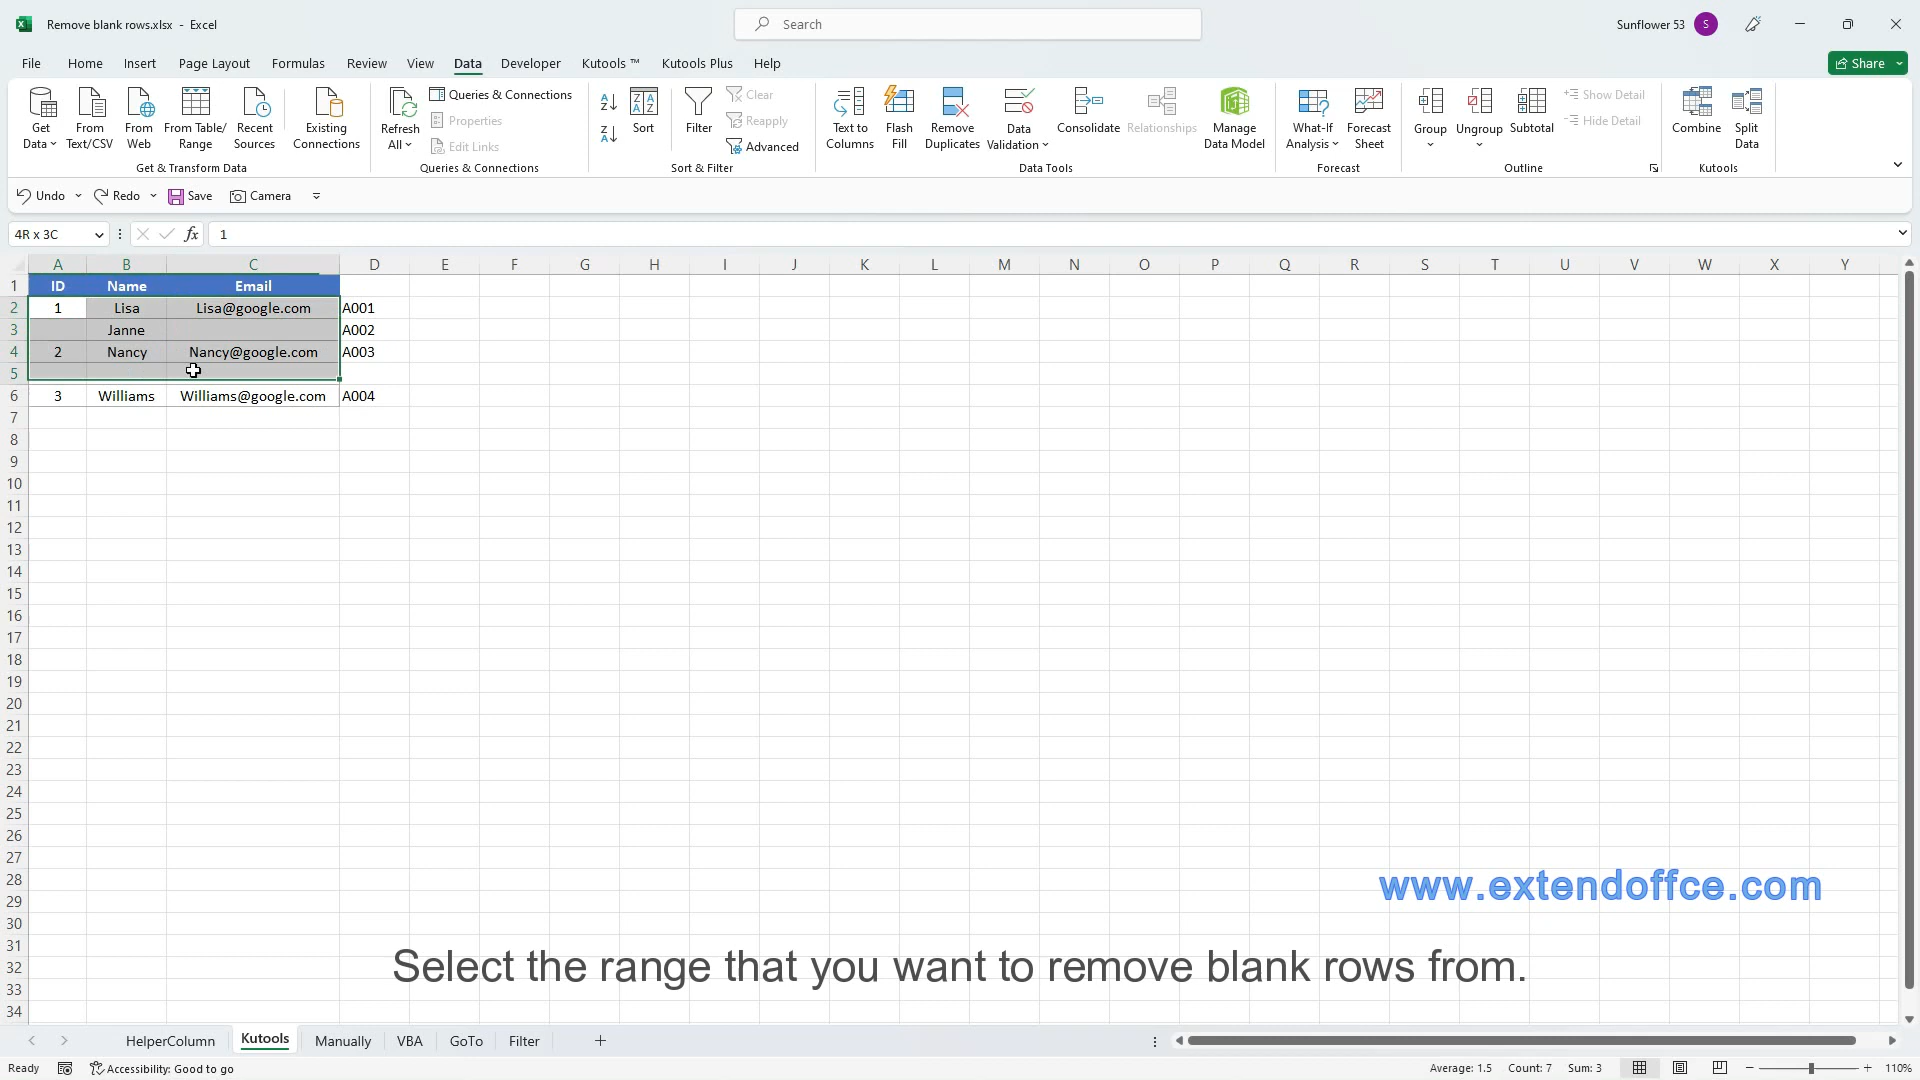 Remove blank rows.xlsx - Excel
Search
Sunflower 53
S
File Home Insert Page Layout Formulas Review View Data Developer Kutools ™ Kutools Plus Help
Share
Get Data
From Text/CSV
From Web
From Table/ Range
Recent Sources
Existing Connections
Get & Transform Data
Refresh All
Queries & Connections
Properties
Edit Links
Queries & Connections
Sort
Filter
Clear
Reapply
Advanced
Sort & Filter
Text to Columns
Flash Fill
Remove Duplicates
Data Validation
Consolidate
Relationships
Manage Data Model
Data Tools
What-If Analysis
Forecast Sheet
Forecast
Group
Ungroup
Subtotal
Show Detail
Hide Detail
Outline
Combine
Split Data
Kutools
Undo Redo Save Camera
4R x 3C fx 1
A B C D E F G H I J K L M N O P Q R S T U V W X Y
1 ID Name Email
2 1 Lisa Lisa@google.com A001
3 Janne A002
4 2 Nancy Nancy@google.com A003
5
6 3 Williams Williams@google.com A004
7
8
9
10
11
12
13
14
15
16
17
18
19
20
21
22
23
24
25
26
27
28
www.extendoffce.com
29
30
31
Select the range that you want to remove blank rows from.
32
33
34
HelperColumn Kutools Manually VBA GoTo Filter
Ready Accessibility: Good to go Average: 1.5 Count: 7 Sum: 3 110%